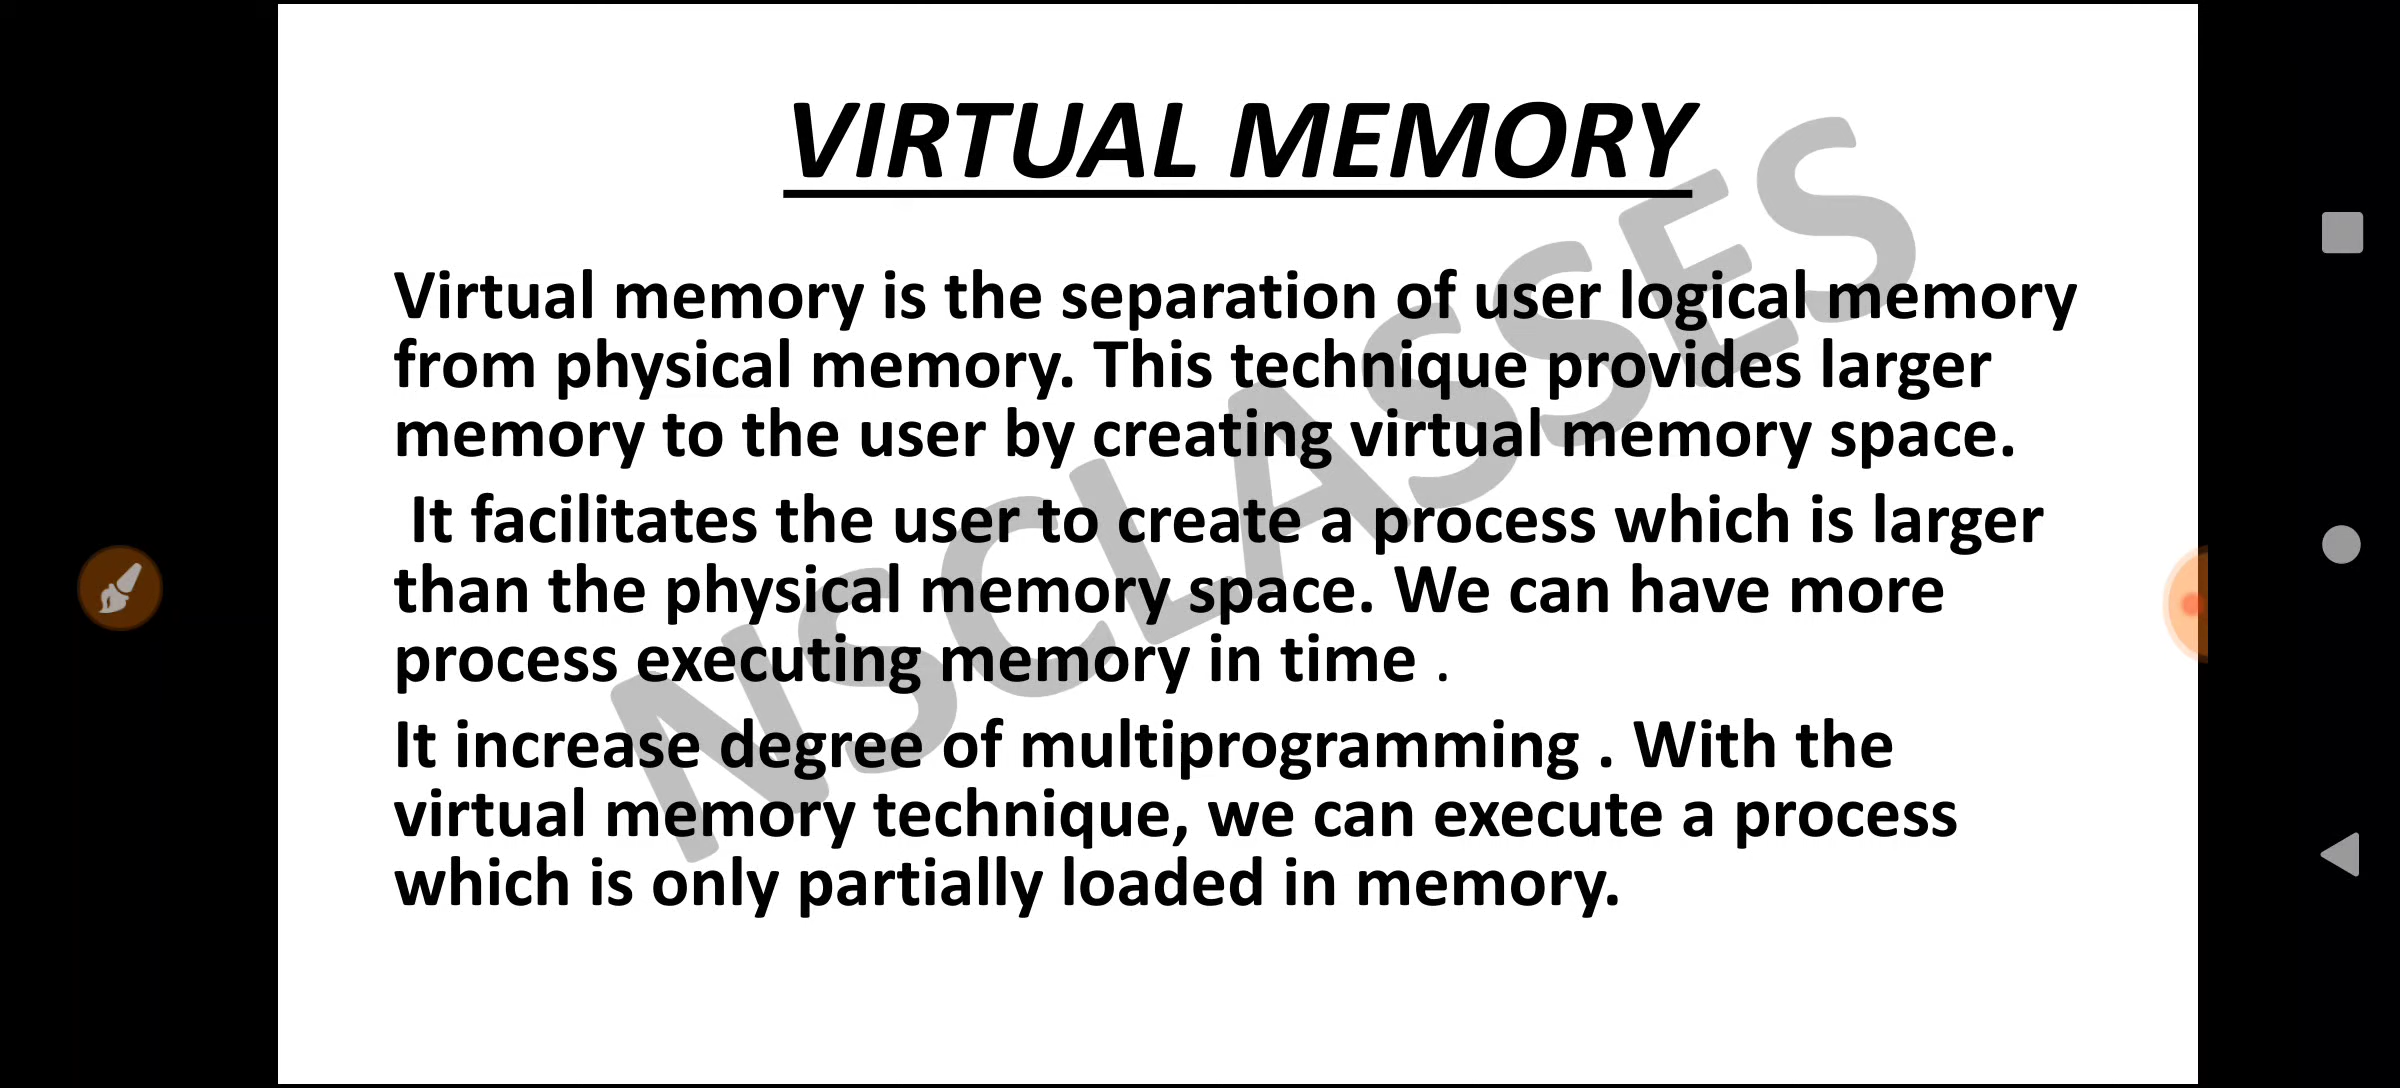 VIRTUAL MEMORY
Virtual memory is the separation of user logical memory
from physical memory. This technique provides larger
memory to the user by creating virtual memory space.
It facilitates the user to create a process which is larger
than the physical memory space. We can have more
process executing memory in time .
It increase degree of multiprogramming . With the
virtual memory technique, we can execute a process
which is only partially loaded in memory.
NSCLASSES